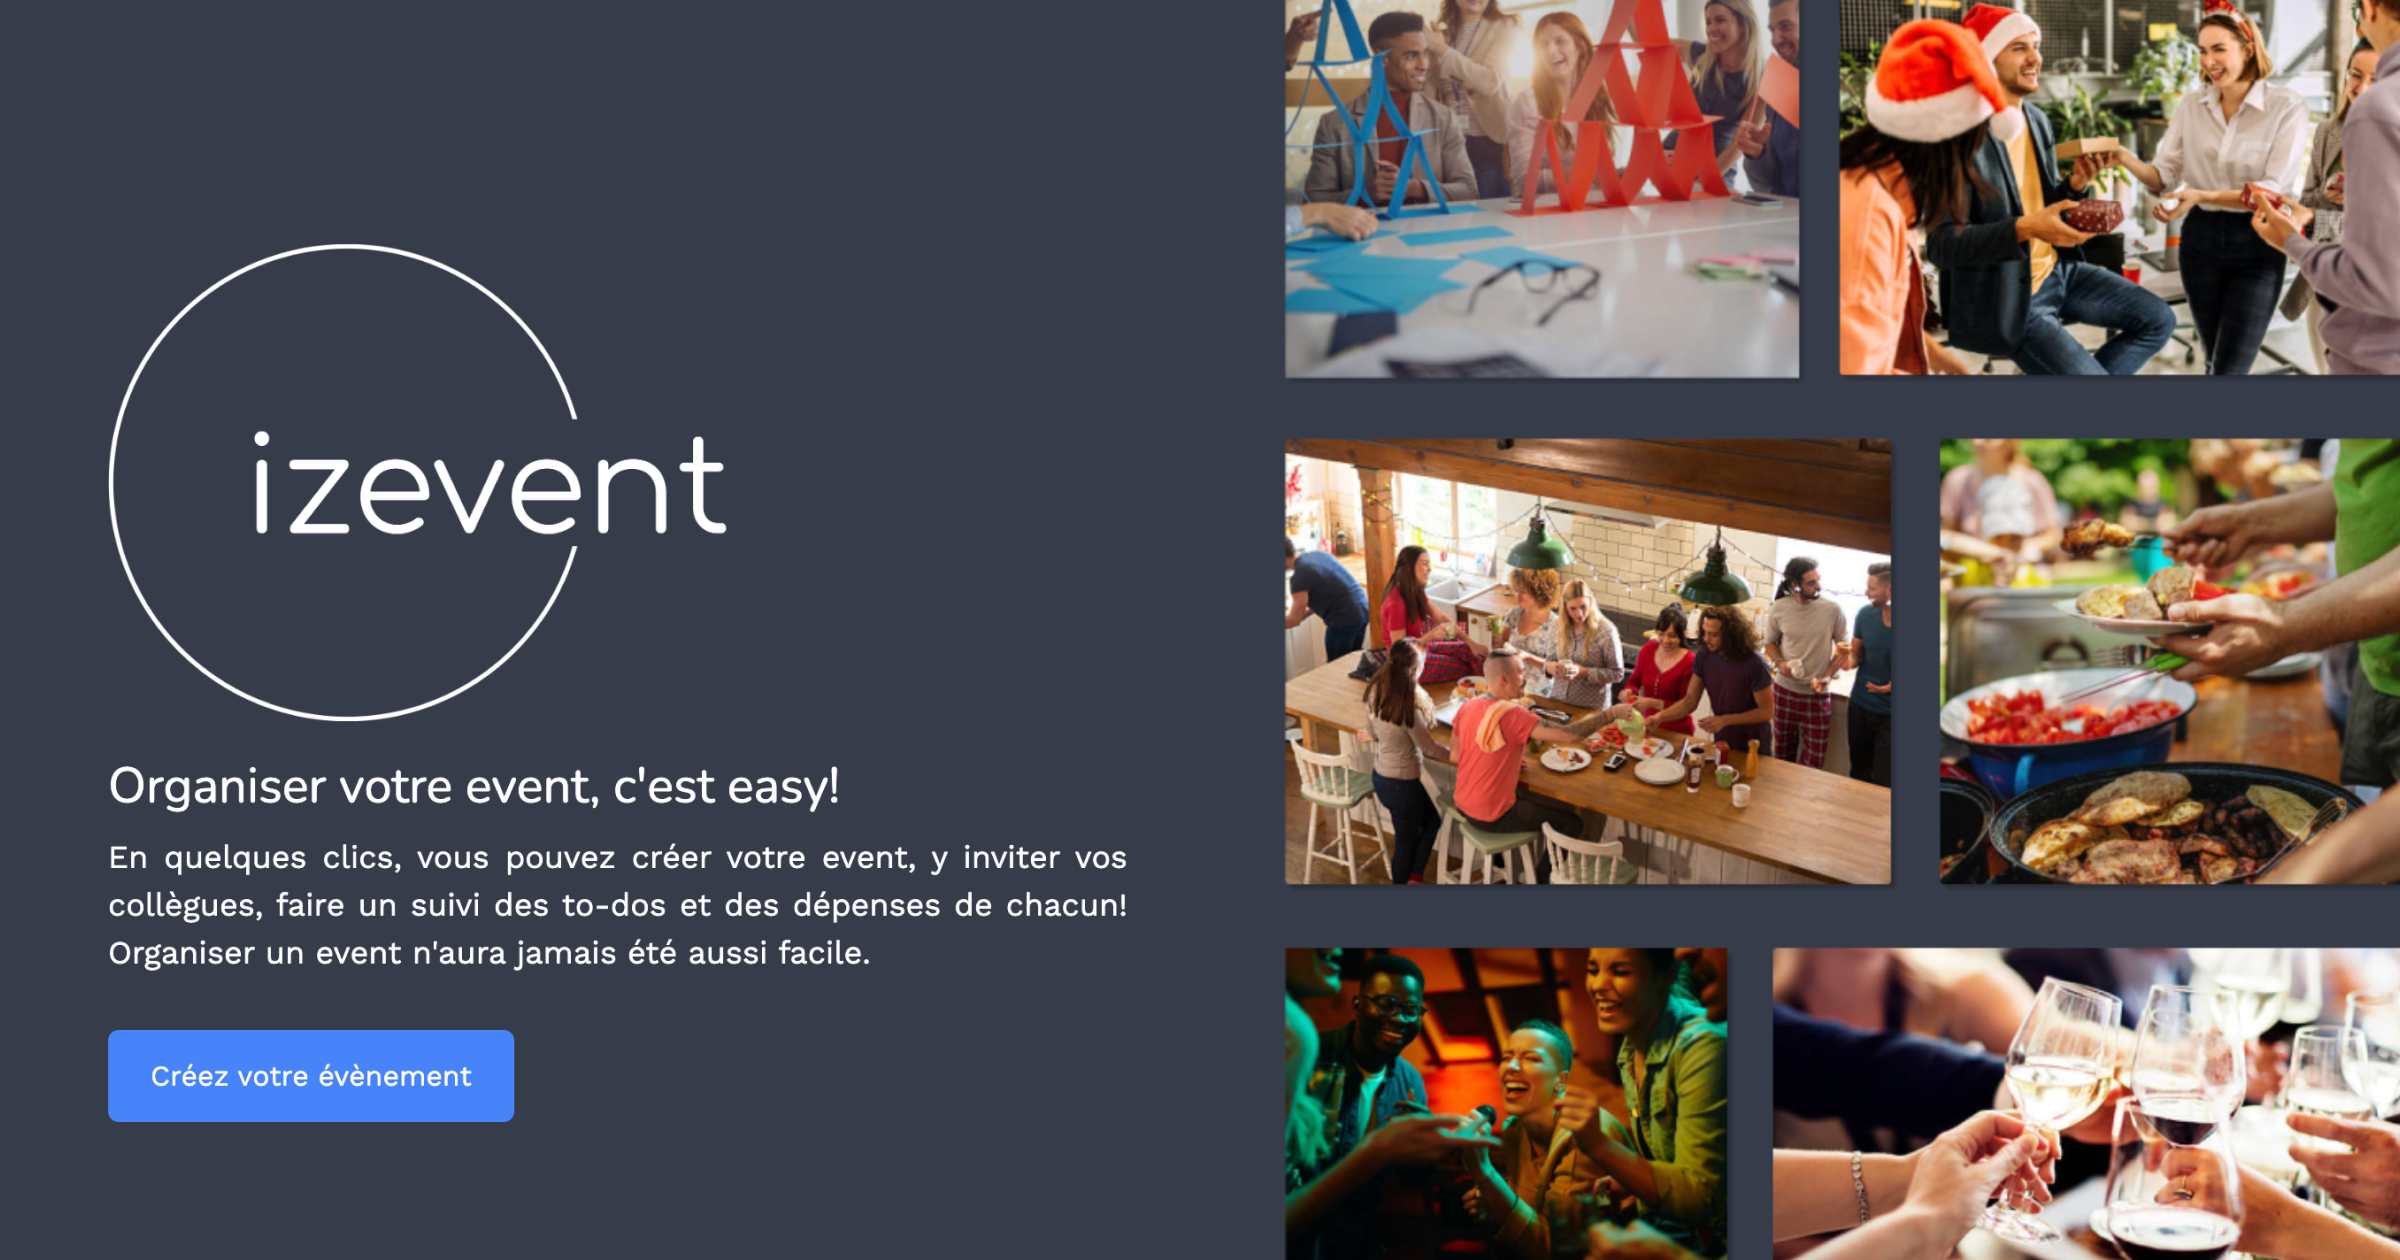 izevent
Organiser votre event, c'est easy!
En quelques clics, vous pouvez créer votre event, y inviter vos
collègues, faire un suivi des to-dos et des dépenses de chacun!
Organiser un event n'aura jamais été aussi facile.
Créez votre évènement